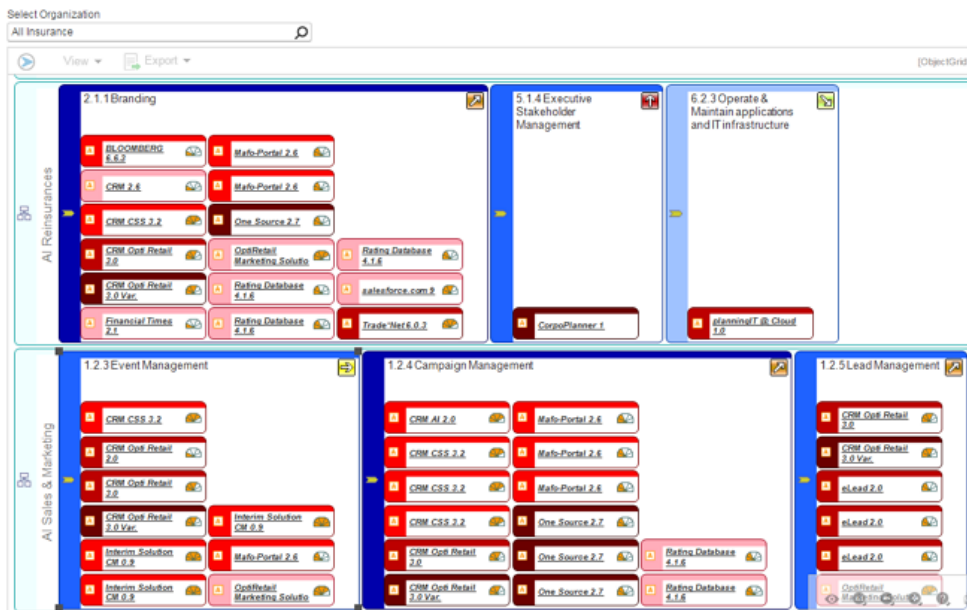 Select Organization
All Insurance
View
Export
[ObjectGrid
AI Reinsurances
2.1.1 Branding
BLOOMBERG
6.6.2
Mafo-Portal 2.6
CRM 2.6
Mafo-Portal 2.6
CRM CSS 3.2
One Source 2.7
CRM Opti Retail
3.0
OptiRetail
Marketing Solutio
Rating Database
4.1.6
CRM Opti Retail
3.0 Var.
Rating Database
4.1.6
salesforce.com 9
Financial Times
2.1
Rating Database
4.1.6
Trade*Net 6.0.3
5.1.4 Executive
Stakeholder
Management
CorpoPlanner 1
6.2.3 Operate &
Maintain applications
and IT infrastructure
planningIT @ Cloud
1.0
AI Sales & Marketing
1.2.3 Event Management
CRM CSS 3.2
CRM Opti Retail
2.0
CRM Opti Retail
3.0
CRM Opti Retail
3.0 Var.
Interim Solution
CM 0.9
Interim Solution
CM 0.9
Mafo-Portal 2.6
Interim Solution
CM 0.9
OptiRetail
Marketing Solutio
1.2.4 Campaign Management
CRM AI 2.0
Mafo-Portal 2.6
CRM CSS 3.2
Mafo-Portal 2.6
CRM CSS 3.2
Mafo-Portal 2.6
CRM CSS 3.2
One Source 2.7
CRM Opti Retail
3.0
One Source 2.7
Rating Database
4.1.6
CRM Opti Retail
3.0 Var.
One Source 2.7
Rating Database
4.1.6
1.2.5 Lead Management
CRM Opti Retail
3.0
CRM Opti Retail
3.0 Var.
eLead 2.0
eLead 2.0
eLead 2.0
OptiRetail